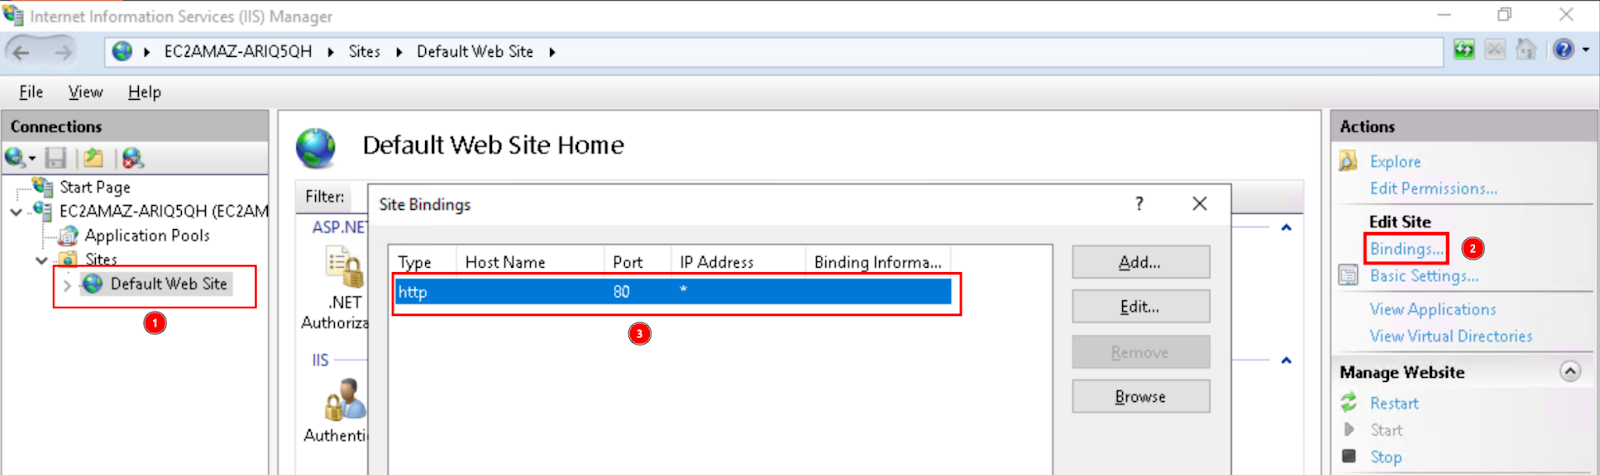 Internet Information Services (IIS) Manager
EC2AMAZ-ARIQ5QH Sites Default Web Site
File View Help
Connections
Start Page
EC2AMAZ-ARIQ5QH (EC2AM
Application Pools
Sites
Default Web Site
1
Default Web Site Home
Filter:
ASP.NE
.NET
Authoriza
IIS
Authenti
Site Bindings
?
Type Host Name Port IP Address Binding Informa...
http 80 *
3
Add...
Edit...
Remove
Browse
Actions
Explore
Edit Permissions...
Edit Site
Bindings... 2
Basic Settings...
View Applications
View Virtual Directories
Manage Website
Restart
Start
Stop